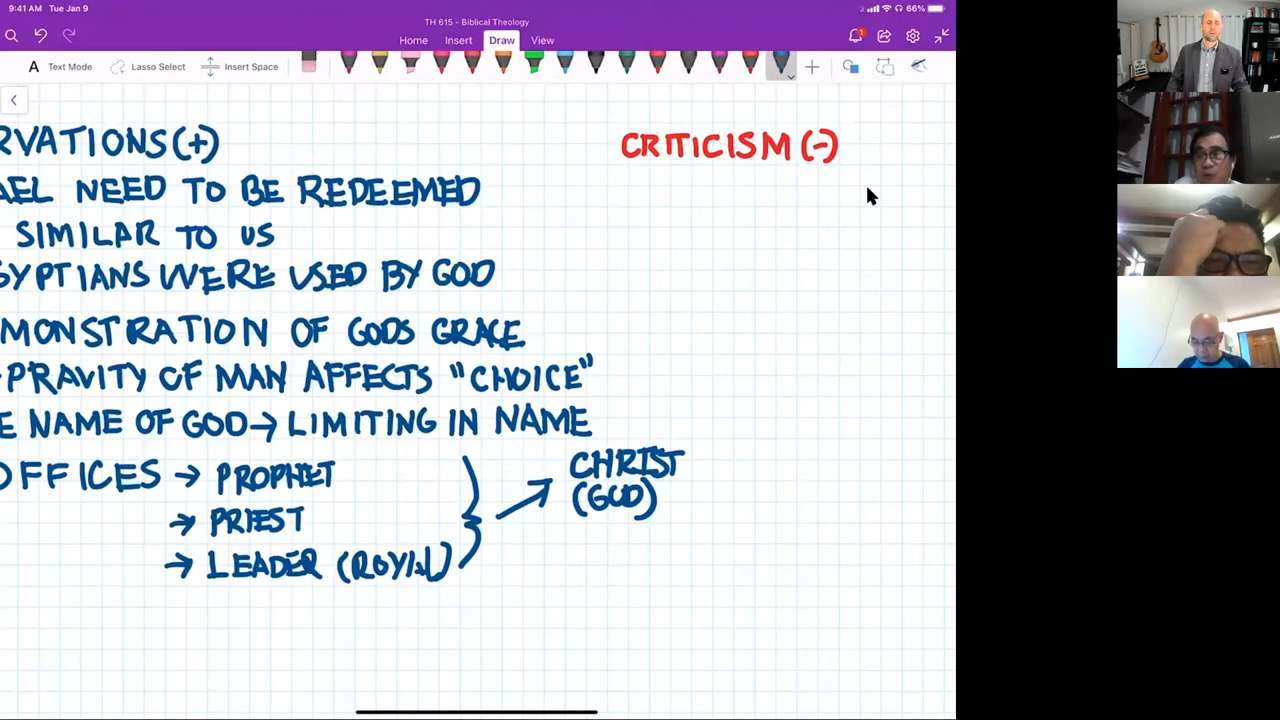 9:41 AM Tue Jan 9
66%
TH 615 - Biblical Theology
Home Insert Draw View
1
A Text Mode Lasso Select Insert Space
RVATIONS (+)
CRITICISM (-)
AEL NEED TO BE REDEEMED
SIMILAR TO US
GYPTIANS WERE USED BY GOD
MONSTRATION OF GODS GRACE
PRAVITY OF MAN AFFECTS "CHOICE"
E NAME OF GOD → LIMITING IN NAME
OFFICES → PROPHET
CHRIST
(GOD)
→ PRIEST
→ LEADER (ROYAL)